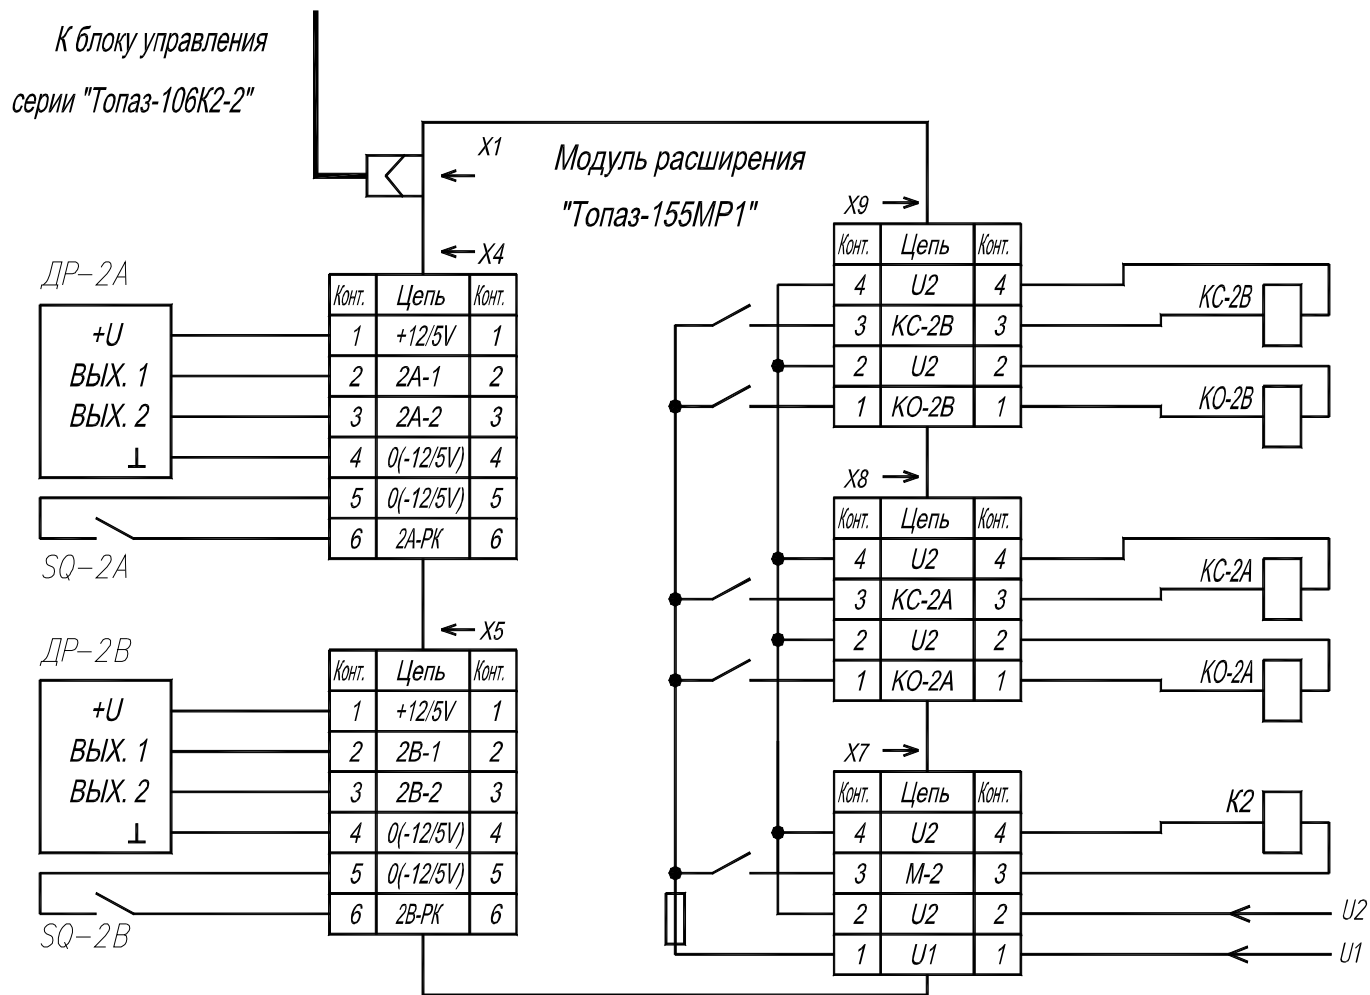 К блоку управления
серии "Топаз-106К2-2"
X1
Модуль расширения
"Топаз-155МР1"
X4
ДР-2А
+U
ВЫХ. 1
ВЫХ. 2
⊥
SQ-2A
Конт. Цепь Конт.
1 +12/5V 1
2 2А-1 2
3 2А-2 3
4 0(-12/5V) 4
5 0(-12/5V) 5
6 2А-РК 6
X5
ДР-2В
+U
ВЫХ. 1
ВЫХ. 2
⊥
SQ-2B
Конт. Цепь Конт.
1 +12/5V 1
2 2В-1 2
3 2В-2 3
4 0(-12/5V) 4
5 0(-12/5V) 5
6 2В-РК 6
X9
Конт. Цепь Конт.
4 U2 4
3 КС-2В 3
2 U2 2
1 КО-2В 1
КС-2В
КО-2В
X8
Конт. Цепь Конт.
4 U2 4
3 КС-2А 3
2 U2 2
1 КО-2А 1
КС-2А
КО-2А
X7
Конт. Цепь Конт.
4 U2 4
3 М-2 3
2 U2 2
1 U1 1
К2
U2
U1